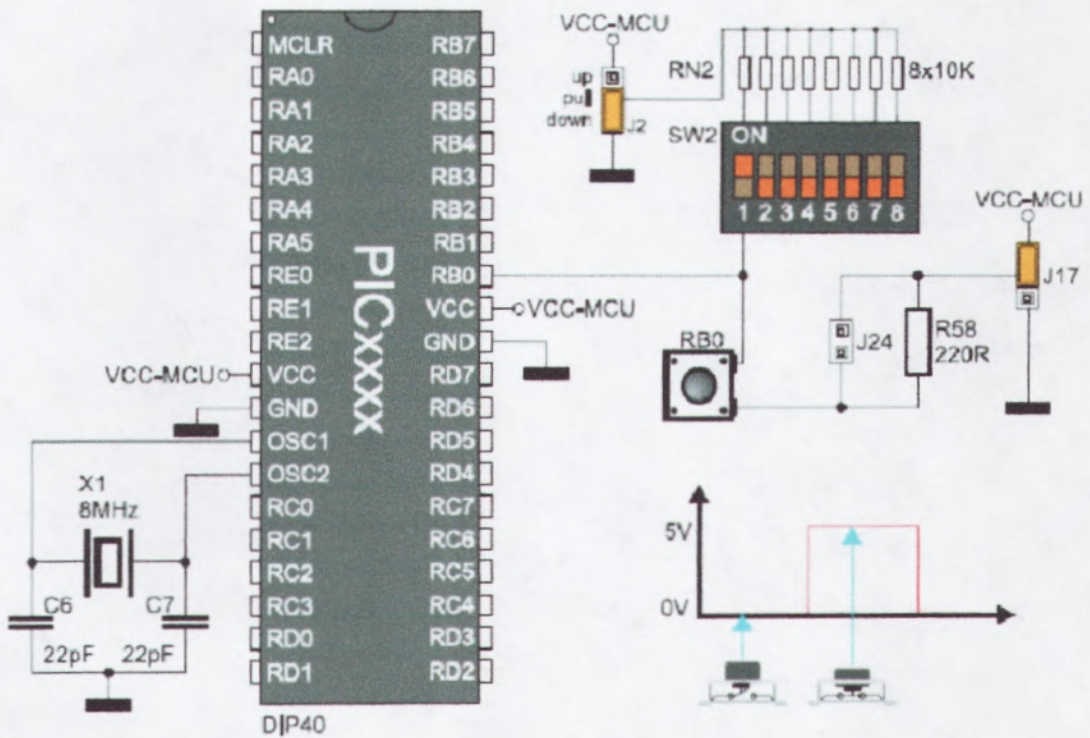 VCC-MCU
up
pull
down
J2
RN2
8x10K
SW2
ON
1 2 3 4 5 6 7 8
VCC-MCU
J17
MCLR
RA0
RA1
RA2
RA3
RA4
RA5
RE0
RE1
RE2
VCC
GND
OSC1
OSC2
RC0
RC1
RC2
RC3
RD0
RD1
PICxxxx
RB7
RB6
RB5
RB4
RB3
RB2
RB1
RB0
VCC
GND
RD7
RD6
RD5
RD4
RC7
RC6
RC5
RC4
RD3
RD2
DIP40
VCC-MCU
VCC-MCU
X1
8MHz
C6
C7
22pF
22pF
RB0
J24
R58
220R
5V
0V